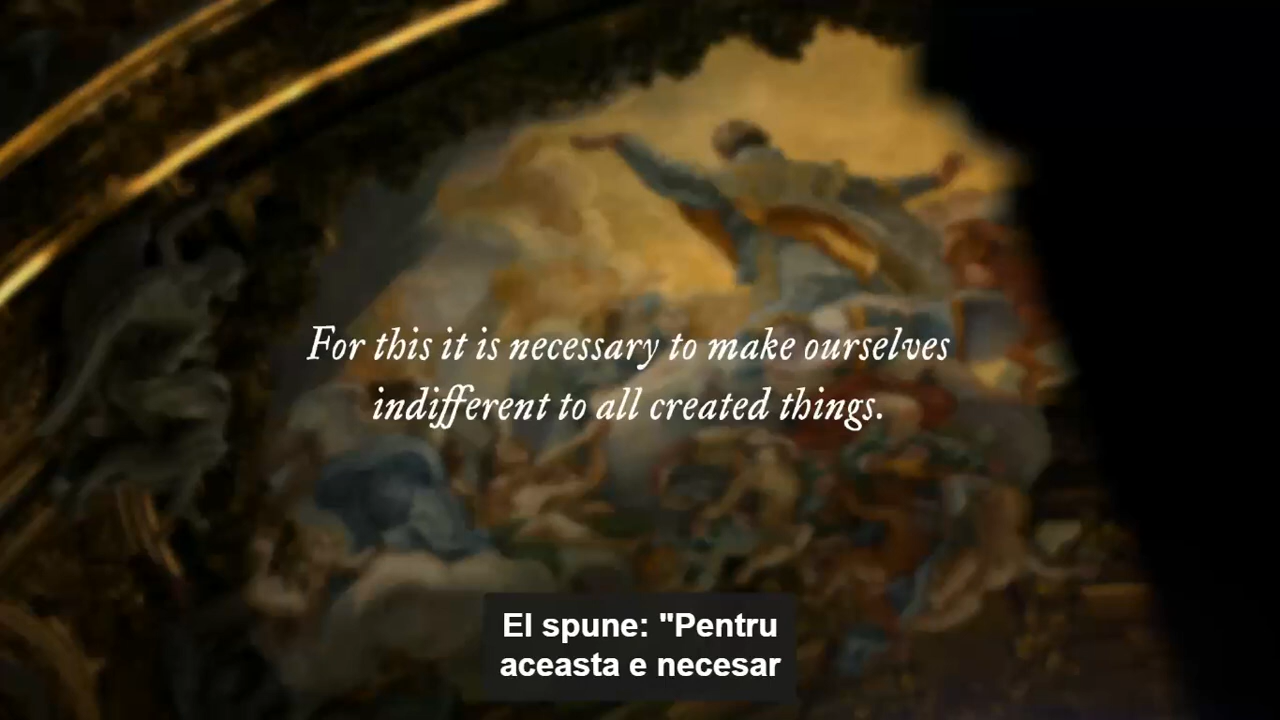 For this it is necessary to make ourselves
indifferent to all created things.
El spune: "Pentru
aceasta e necesar